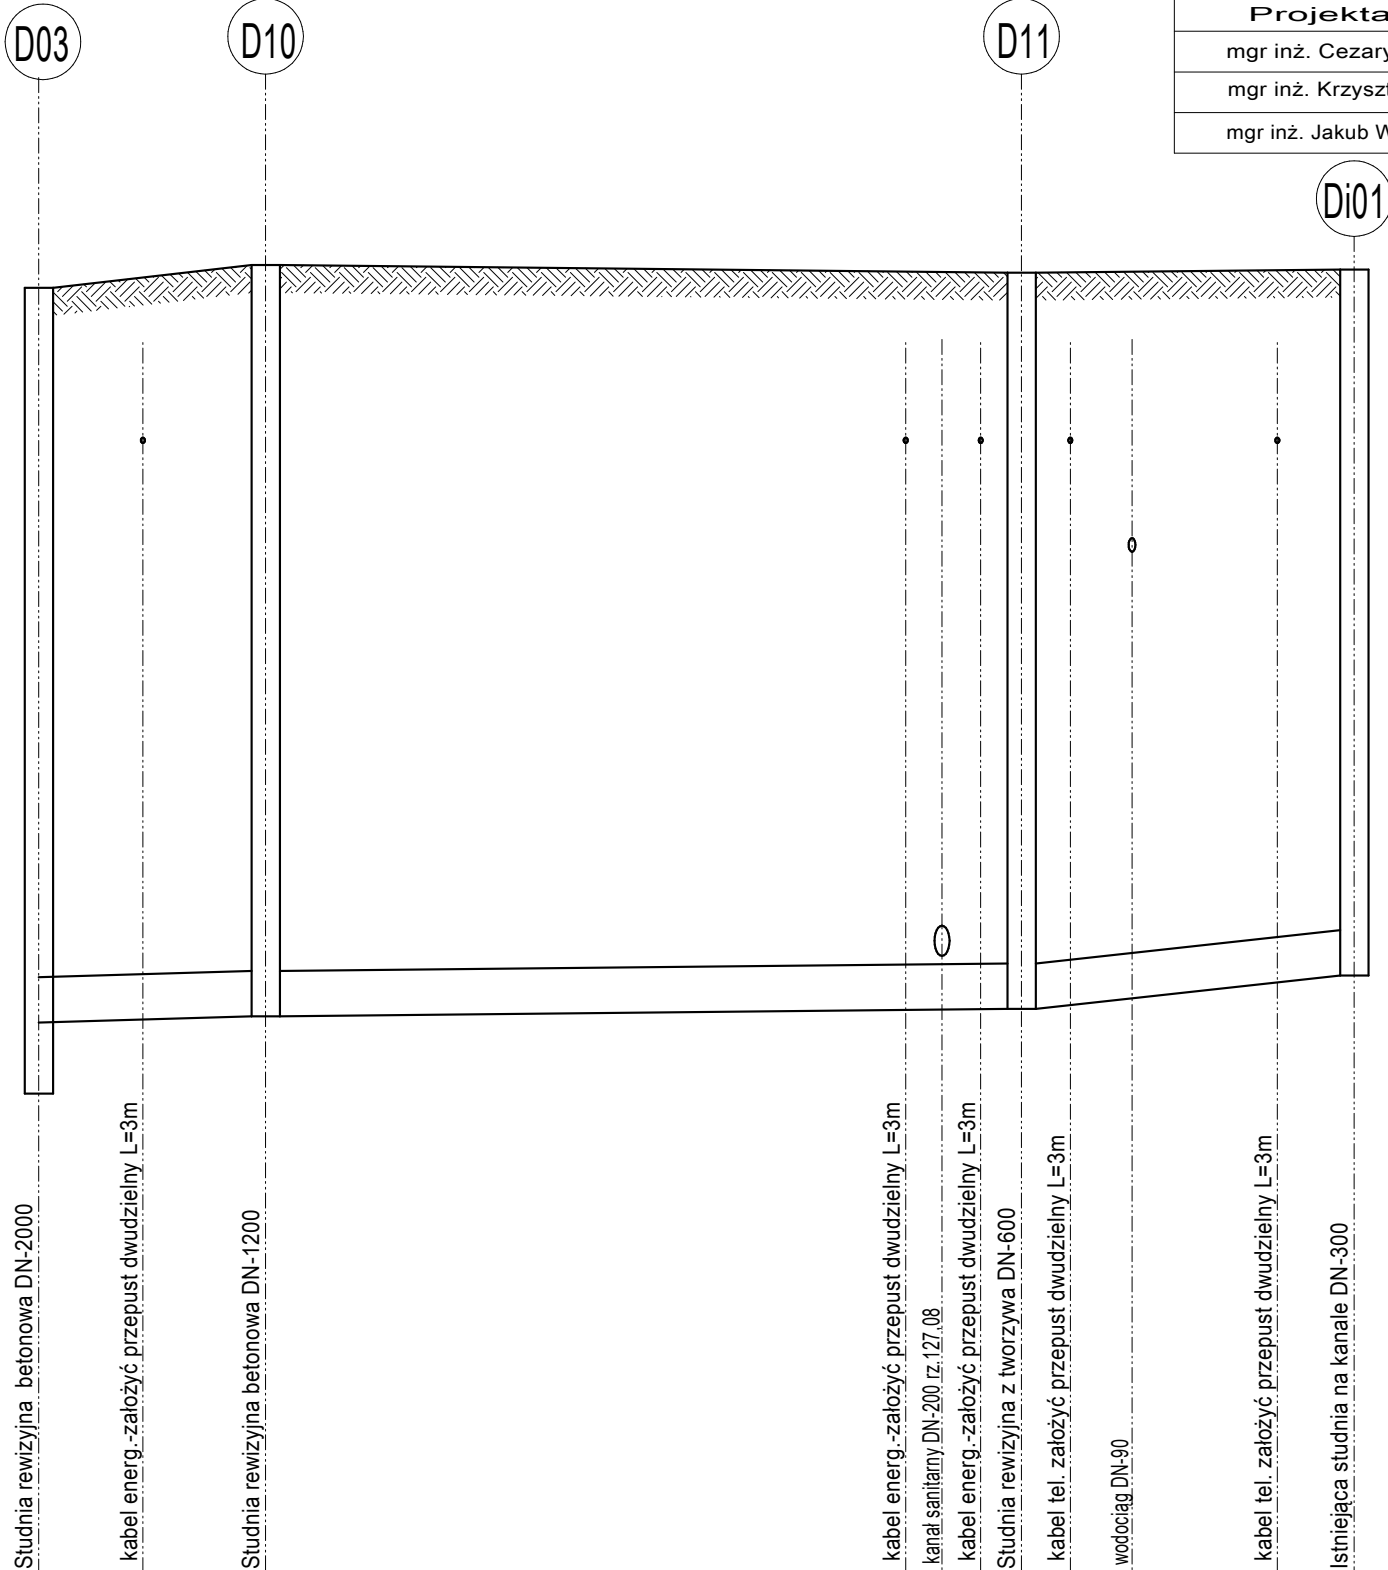 D03
D10
D11
Projekta
mgr inż. Cezary
mgr inż. Krzyszt
mgr inż. Jakub W
Di01
Studnia rewizyjna betonowa DN-2000
kabel energ.-założyć przepust dwudzielny L=3m
Studnia rewizyjna betonowa DN-1200
kabel energ.-założyć przepust dwudzielny L=3m
kanał sanitarny DN-200 rz.127,08
kabel energ.-założyć przepust dwudzielny L=3m
Studnia rewizyjna z tworzywa DN-600
kabel tel. założyć przepust dwudzielny L=3m
wodociąg DN-90
kabel tel. założyć przepust dwudzielny L=3m
Istniejąca studnia na kanale DN-300